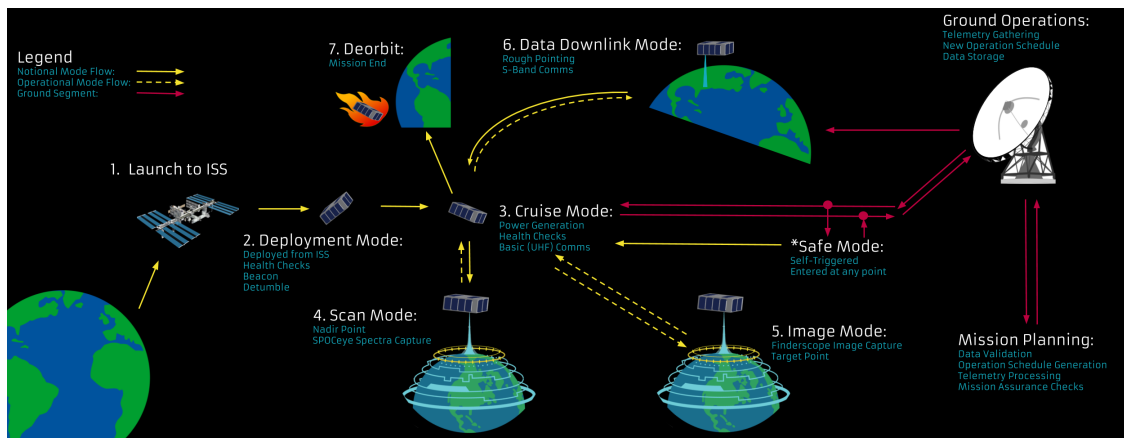 Legend
Notional Mode Flow:
Operational Mode Flow:
Ground Segment:
7. Deorbit:
Mission End
6. Data Downlink Mode:
Rough Pointing
S-Band Comms
Ground Operations:
Telemetry Gathering
New Operation Schedule
Data Storage
1. Launch to ISS
2. Deployment Mode:
Deployed from ISS
Health Checks
Beacon
Detumble
3. Cruise Mode:
Power Generation
Health Checks
Basic (UHF) Comms
*Safe Mode:
Self-Triggered
Entered at any point
4. Scan Mode:
Nadir Point
SPOCeye Spectra Capture
5. Image Mode:
Finderscope Image Capture
Target Point
Mission Planning:
Data Validation
Operation Schedule Generation
Telemetry Processing
Mission Assurance Checks